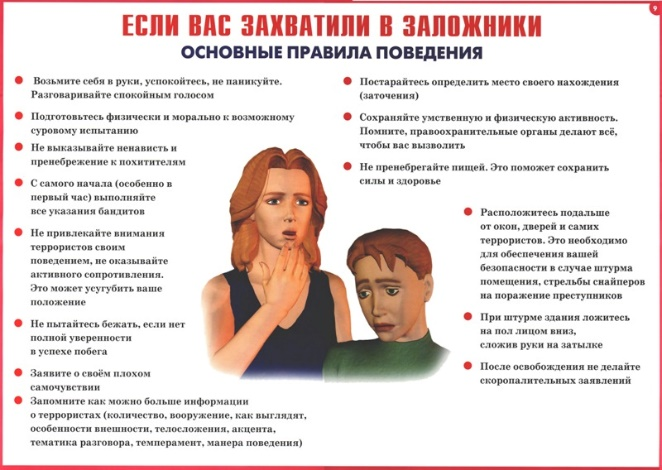 9
ЕСЛИ ВАС ЗАХВАТИЛИ В ЗАЛОЖНИКИ
ОСНОВНЫЕ ПРАВИЛА ПОВЕДЕНИЯ
Возьмите себя в руки, успокойтесь, не паникуйте.
Разговаривайте спокойным голосом
Подготовьтесь физически и морально к возможному
суровому испытанию
Не выказывайте ненависть и
пренебрежение к похитителям
С самого начала (особенно в
первый час) выполняйте
все указания бандитов
Не привлекайте внимания
террористов своим
поведением, не оказывайте
активного сопротивления.
Это может усугубить ваше
положение
Не пытайтесь бежать, если нет
полной уверенности
в успехе побега
Заявите о своём плохом
самочувствии
Запомните как можно больше информации
о террористах (количество, вооружение, как выглядят,
особенности внешности, телосложения, акцента,
тематика разговора, темперамент, манера поведения)
Постарайтесь определить место своего нахождения
(заточения)
Сохраняйте умственную и физическую активность.
Помните, правоохранительные органы делают всё,
чтобы вас вызволить
Не пренебрегайте пищей. Это поможет сохранить
силы и здоровье
Расположитесь подальше
от окон, дверей и самих
террористов. Это необходимо
для обеспечения вашей
безопасности в случае штурма
помещения, стрельбы снайперов
на поражение преступников
При штурме здания ложитесь
на пол лицом вниз,
сложив руки на затылке
После освобождения не делайте
скоропалительных заявлений